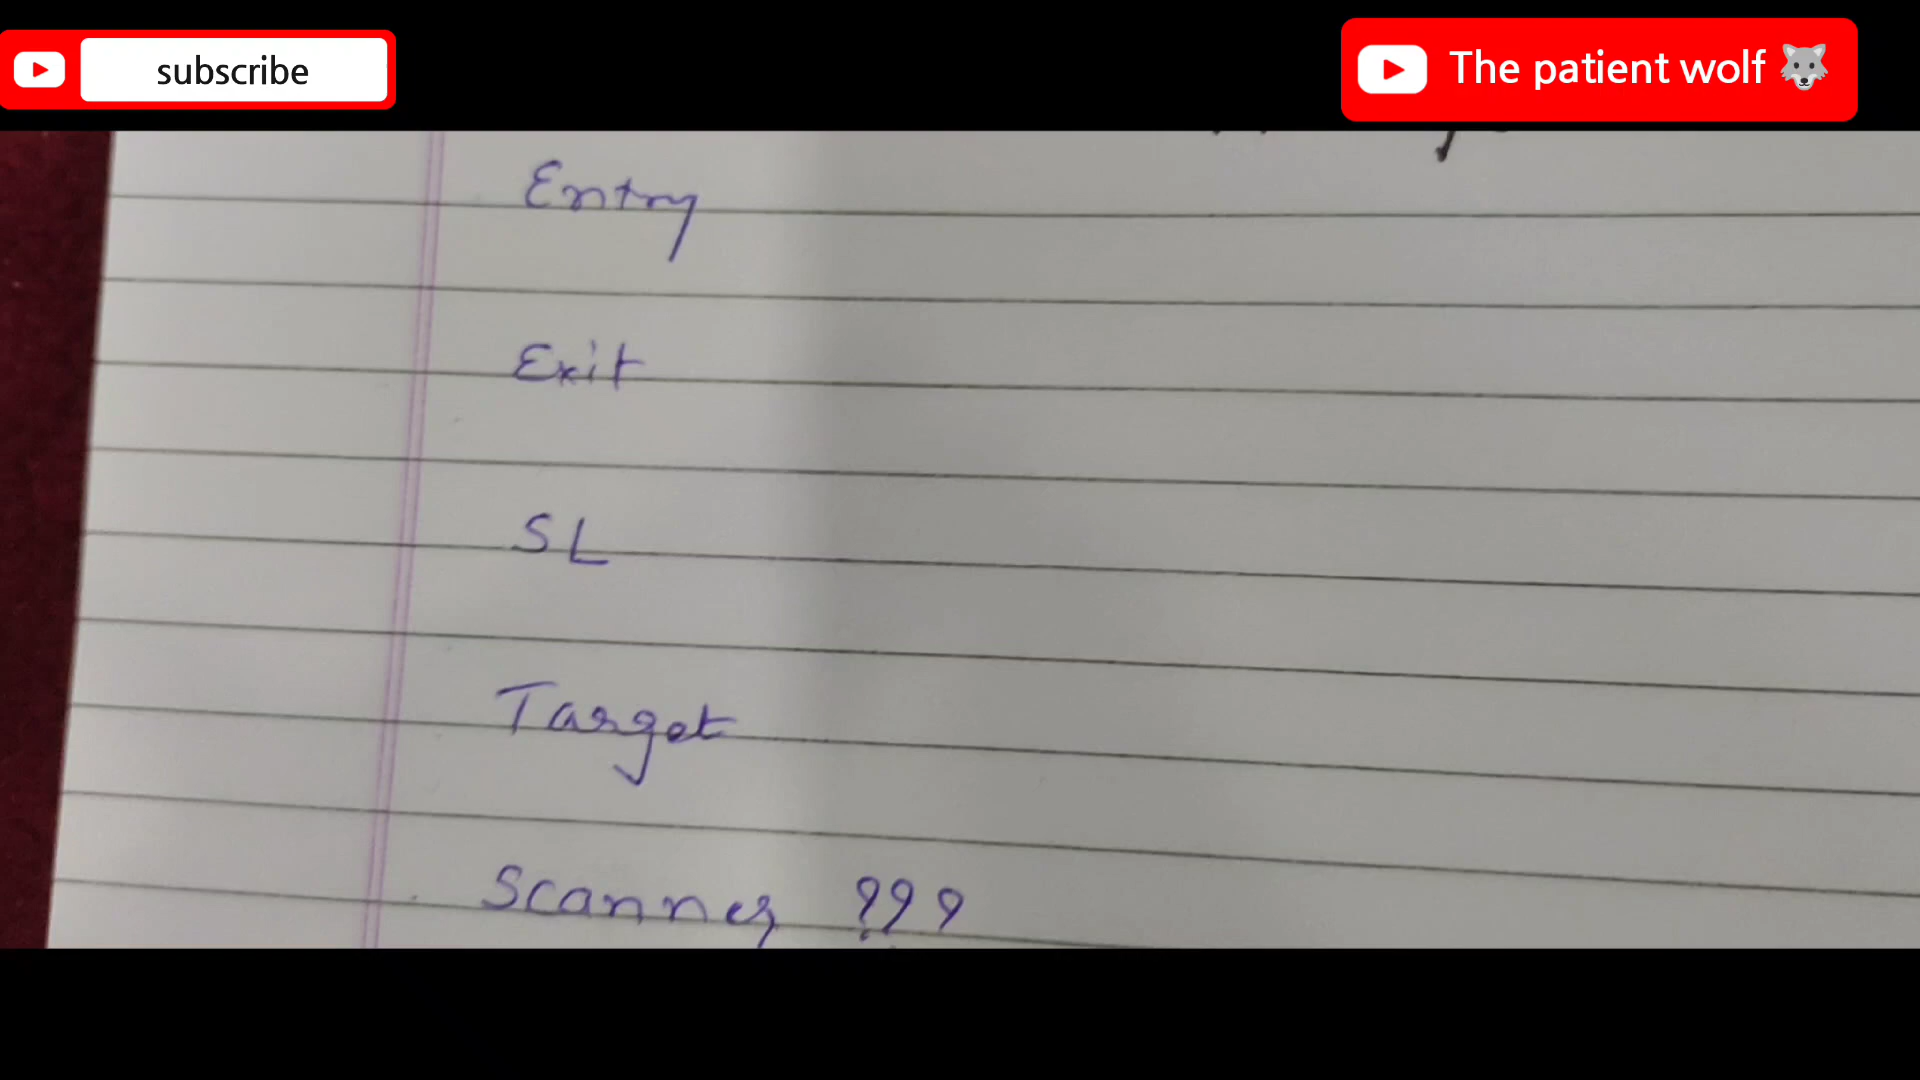 subscribe
The patient wolf
Entry
Exit
SL
Target
Scanner ???